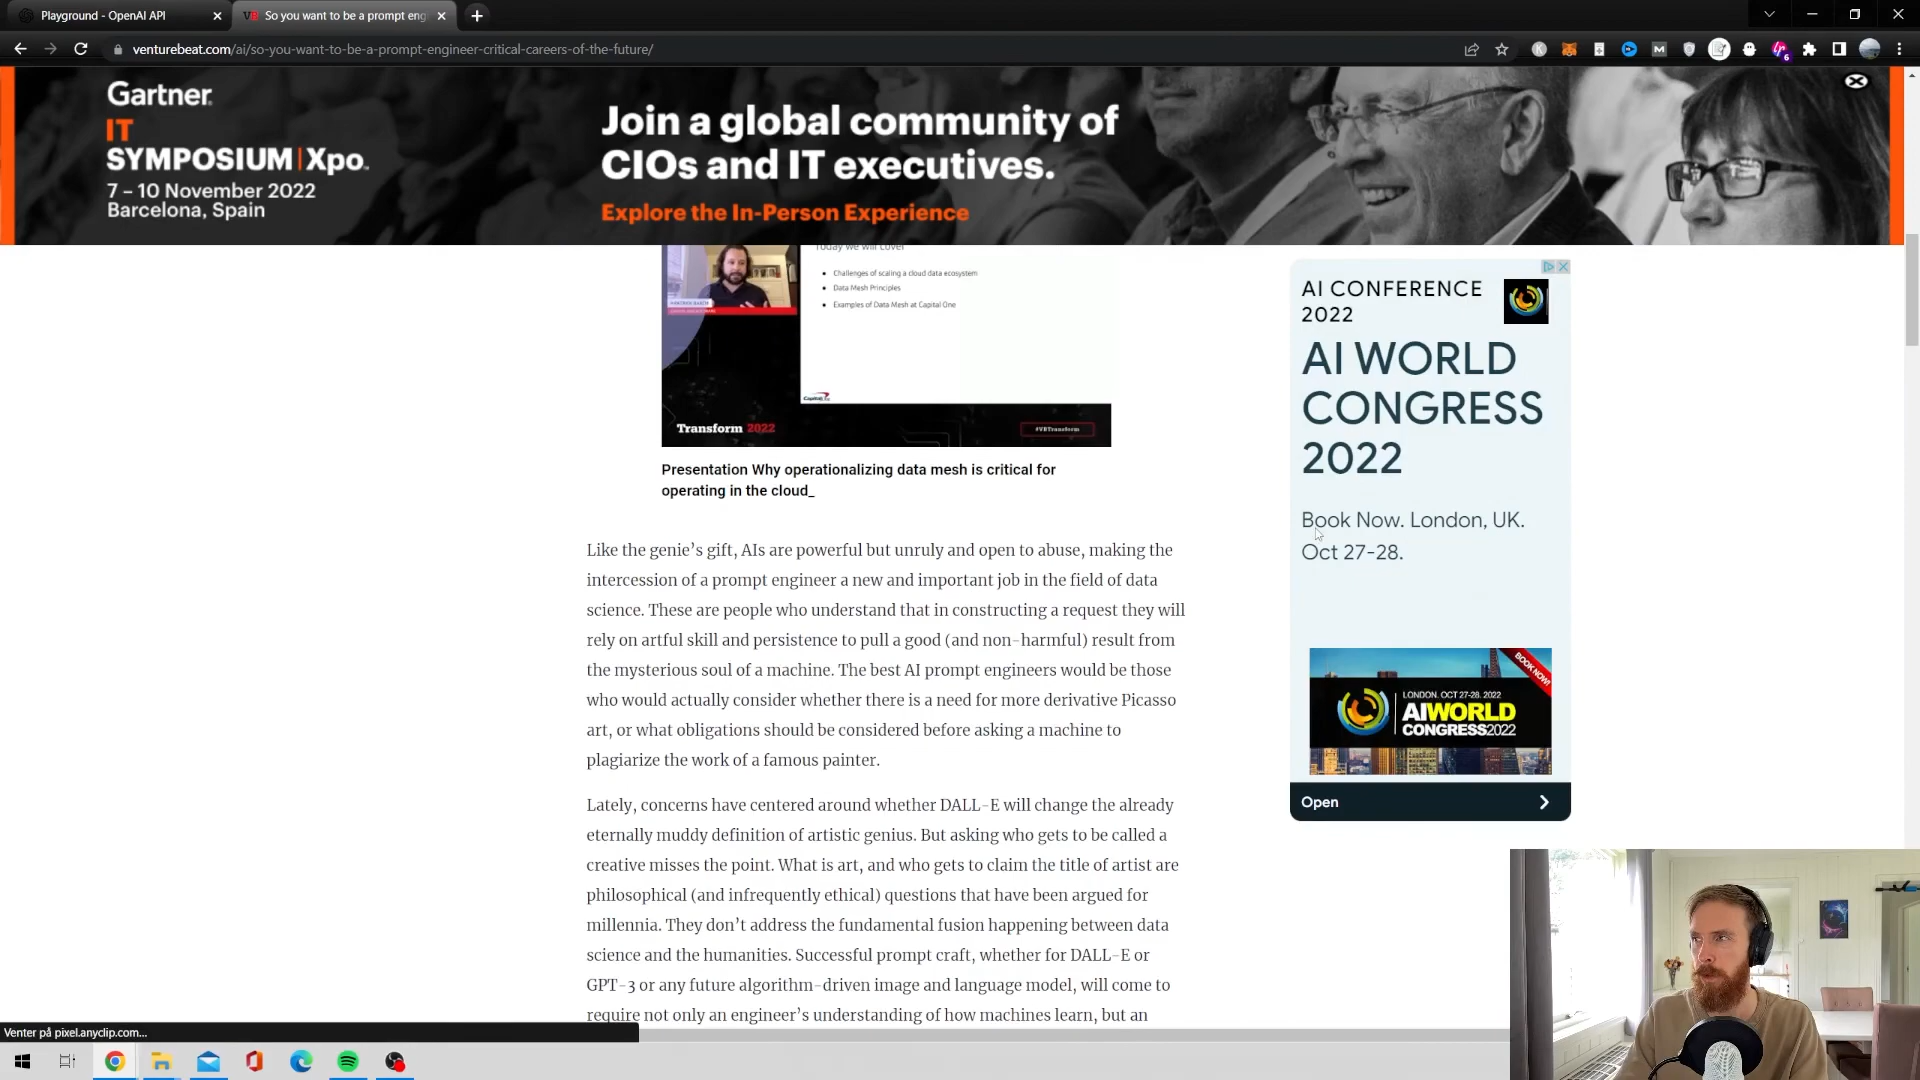 Playground - OpenAI API
So you want to be a prompt eng
venturebeat.com/ai/so-you-want-to-be-a-prompt-engineer-critical-careers-of-the-future/
6
Gartner
IT
SYMPOSIUM|Xpo
7 – 10 November 2022
Barcelona, Spain
Join a global community of
CIOs and IT executives.
Explore the In-Person Experience
Today we will cover
Challenges of scaling a cloud data ecosystem
Data Mesh Principles
Examples of Data Mesh at Capital One
Capital One
Transform 2022
#VBTransform
Presentation Why operationalizing data mesh is critical for
operating in the cloud_
Like the genie’s gift, AIs are powerful but unruly and open to abuse, making the
intercession of a prompt engineer a new and important job in the field of data
science. These are people who understand that in constructing a request they will
rely on artful skill and persistence to pull a good (and non-harmful) result from
the mysterious soul of a machine. The best AI prompt engineers would be those
who would actually consider whether there is a need for more derivative Picasso
art, or what obligations should be considered before asking a machine to
plagiarize the work of a famous painter.
Lately, concerns have centered around whether DALL-E will change the already
eternally muddy definition of artistic genius. But asking who gets to be called a
creative misses the point. What is art, and who gets to claim the title of artist are
philosophical (and infrequently ethical) questions that have been argued for
millennia. They don’t address the fundamental fusion happening between data
science and the humanities. Successful prompt craft, whether for DALL-E or
GPT-3 or any future algorithm-driven image and language model, will come to
require not only an engineer’s understanding of how machines learn, but an
AI CONFERENCE
2022
AI WORLD
CONGRESS
2022
Book Now. London, UK.
Oct 27-28.
BOOK NOW!
LONDON. OCT 27-28. 2022
AIWORLD
CONGRESS2022
Open
Venter på pixel.anyclip.com...